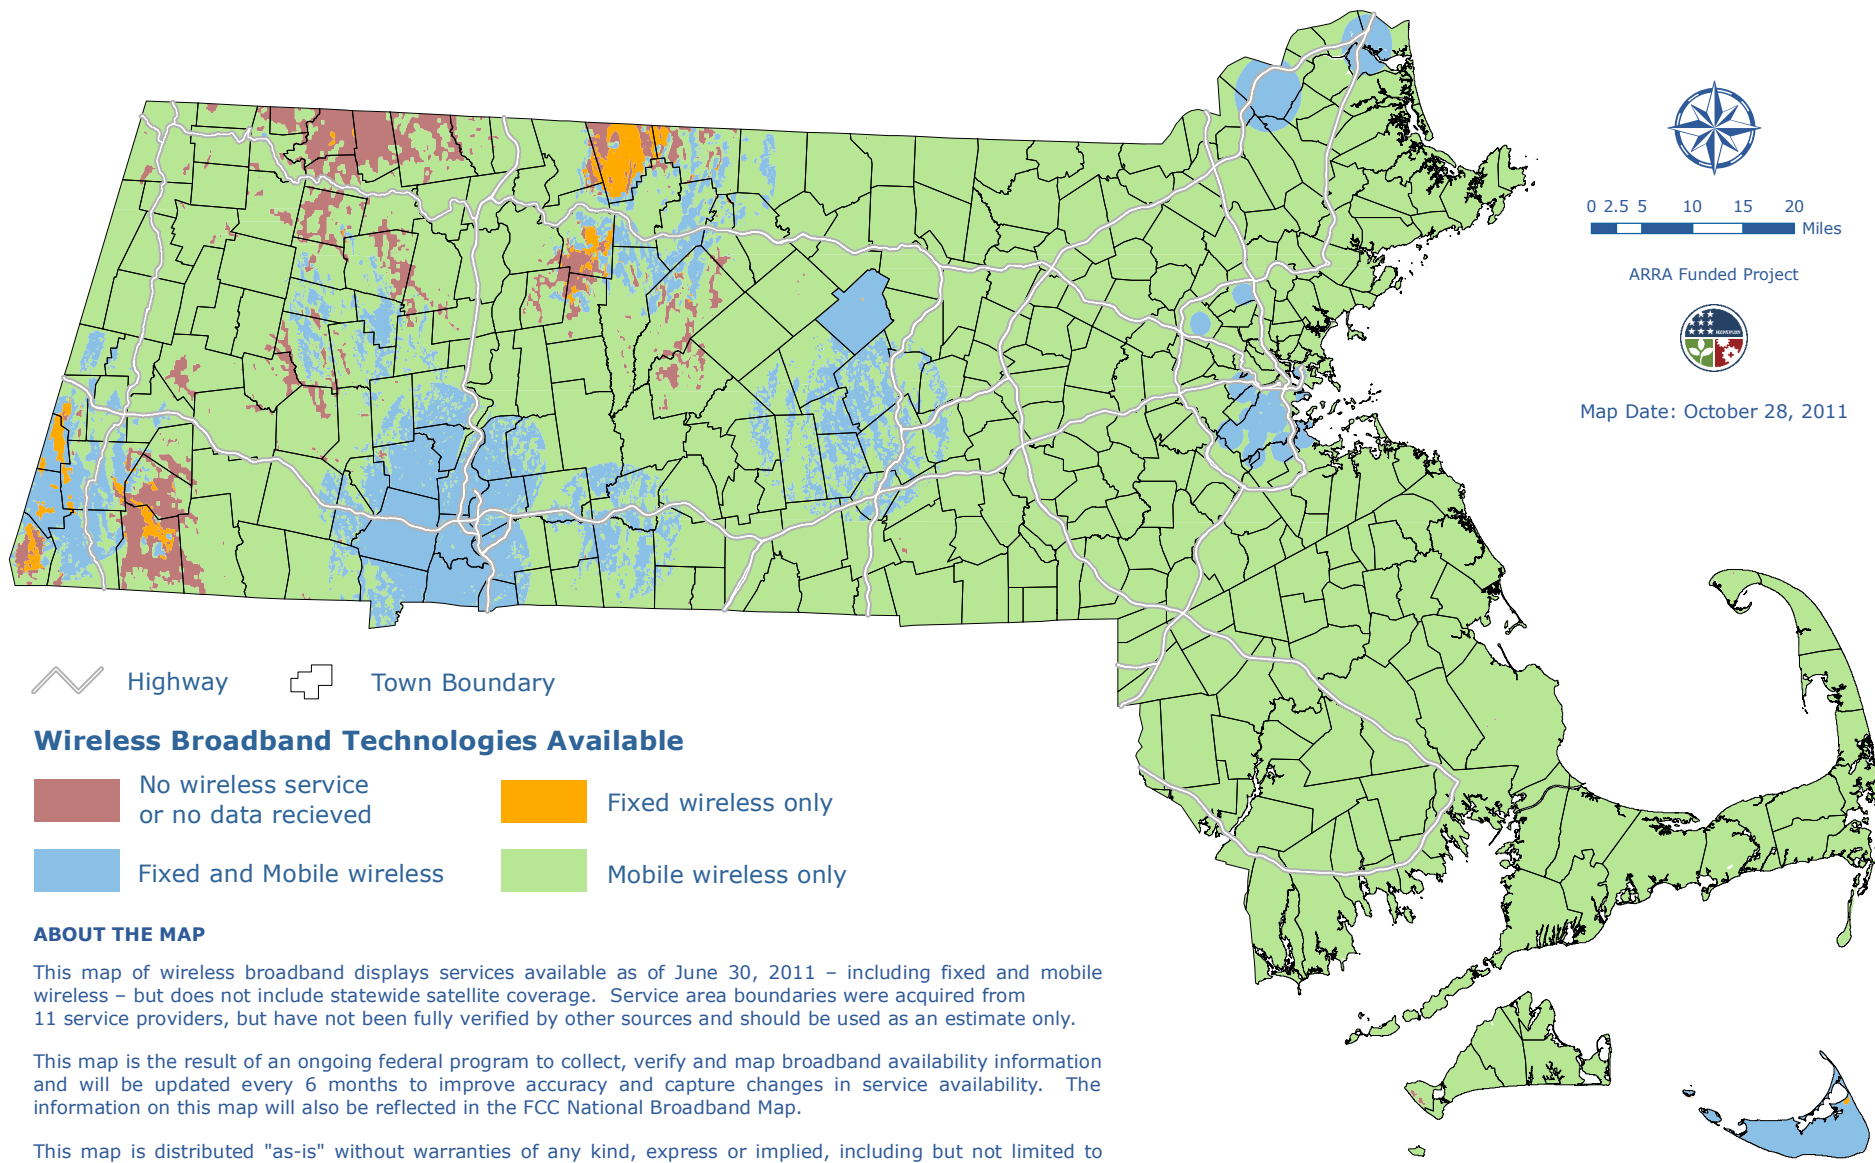 0 2.5 5 10 15 20
Miles
ARRA Funded Project
Map Date: October 28, 2011
Highway
Town Boundary
Wireless Broadband Technologies Available
No wireless service
or no data recieved
Fixed wireless only
Fixed and Mobile wireless
Mobile wireless only
ABOUT THE MAP
This map of wireless broadband displays services available as of June 30, 2011 – including fixed and mobile
wireless – but does not include statewide satellite coverage. Service area boundaries were acquired from
11 service providers, but have not been fully verified by other sources and should be used as an estimate only.
This map is the result of an ongoing federal program to collect, verify and map broadband availability information
and will be updated every 6 months to improve accuracy and capture changes in service availability. The
information on this map will also be reflected in the FCC National Broadband Map.
This map is distributed "as-is" without warranties of any kind, express or implied, including but not limited to